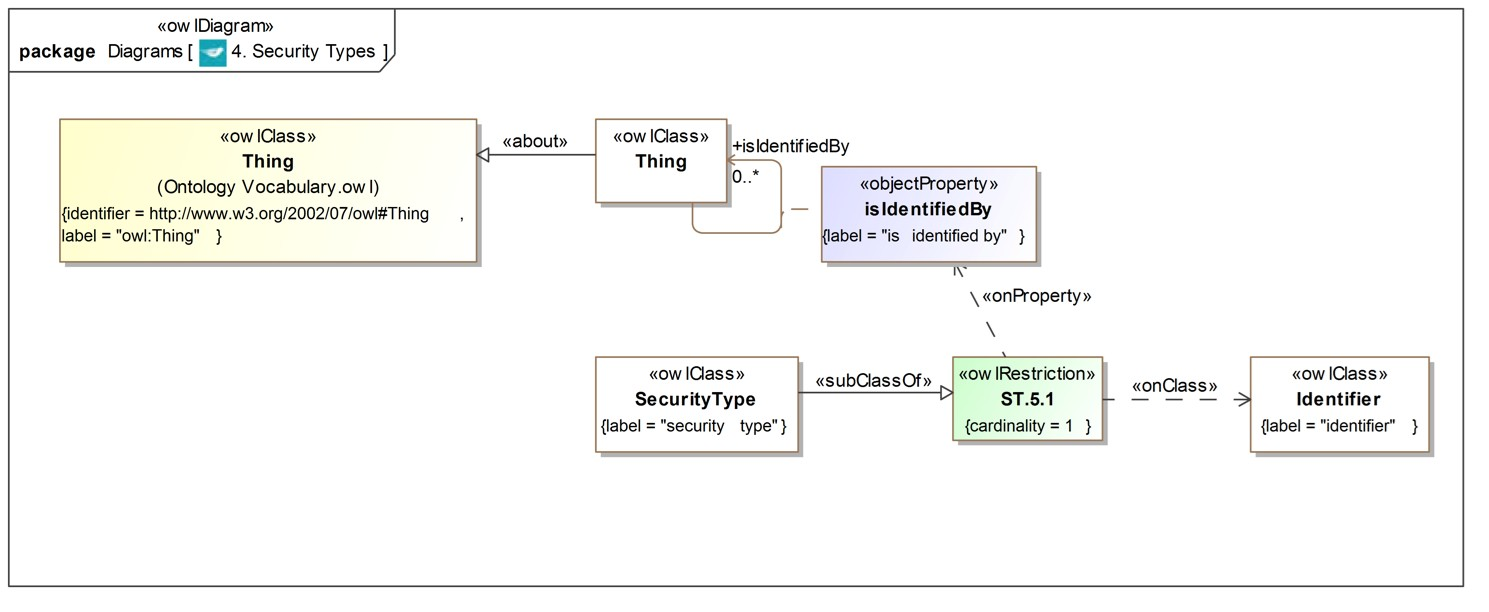 «owlDiagram»
package Diagrams [ 4. Security Types ]
«owlClass»
Thing
(Ontology Vocabulary.owl)
{identifier = http://www.w3.org/2002/07/owl#Thing ,
label = "owl:Thing" }
«about»
«owlClass»
Thing
+isIdentifiedBy
0..*
«objectProperty»
isIdentifiedBy
{label = "is identified by" }
«onProperty»
«owlClass»
SecurityType
{label = "security type" }
«subClassOf»
«owlRestriction»
ST.5.1
{cardinality = 1 }
«onClass»
«owlClass»
Identifier
{label = "identifier" }